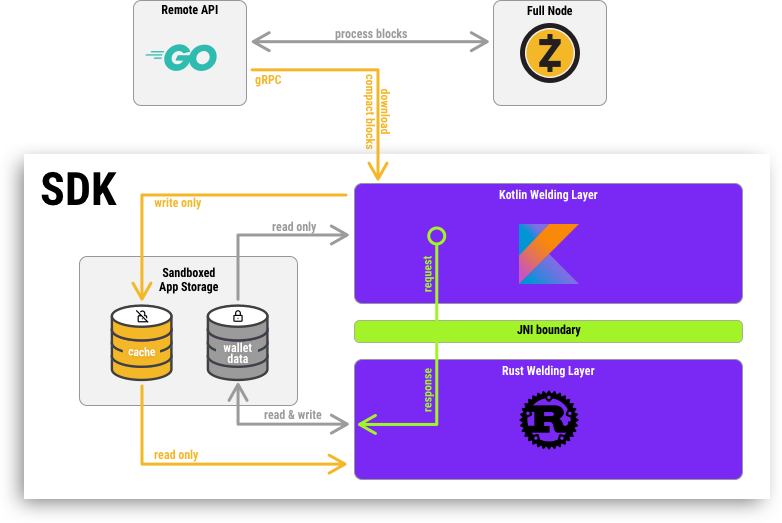 Remote API
GO
Full Node
process blocks
gRPC
download
compact blocks
SDK
Kotlin Welding Layer
write only
read only
request
Sandboxed
App Storage
cache
wallet
data
JNI boundary
Rust Welding Layer
response
R
read & write
read only